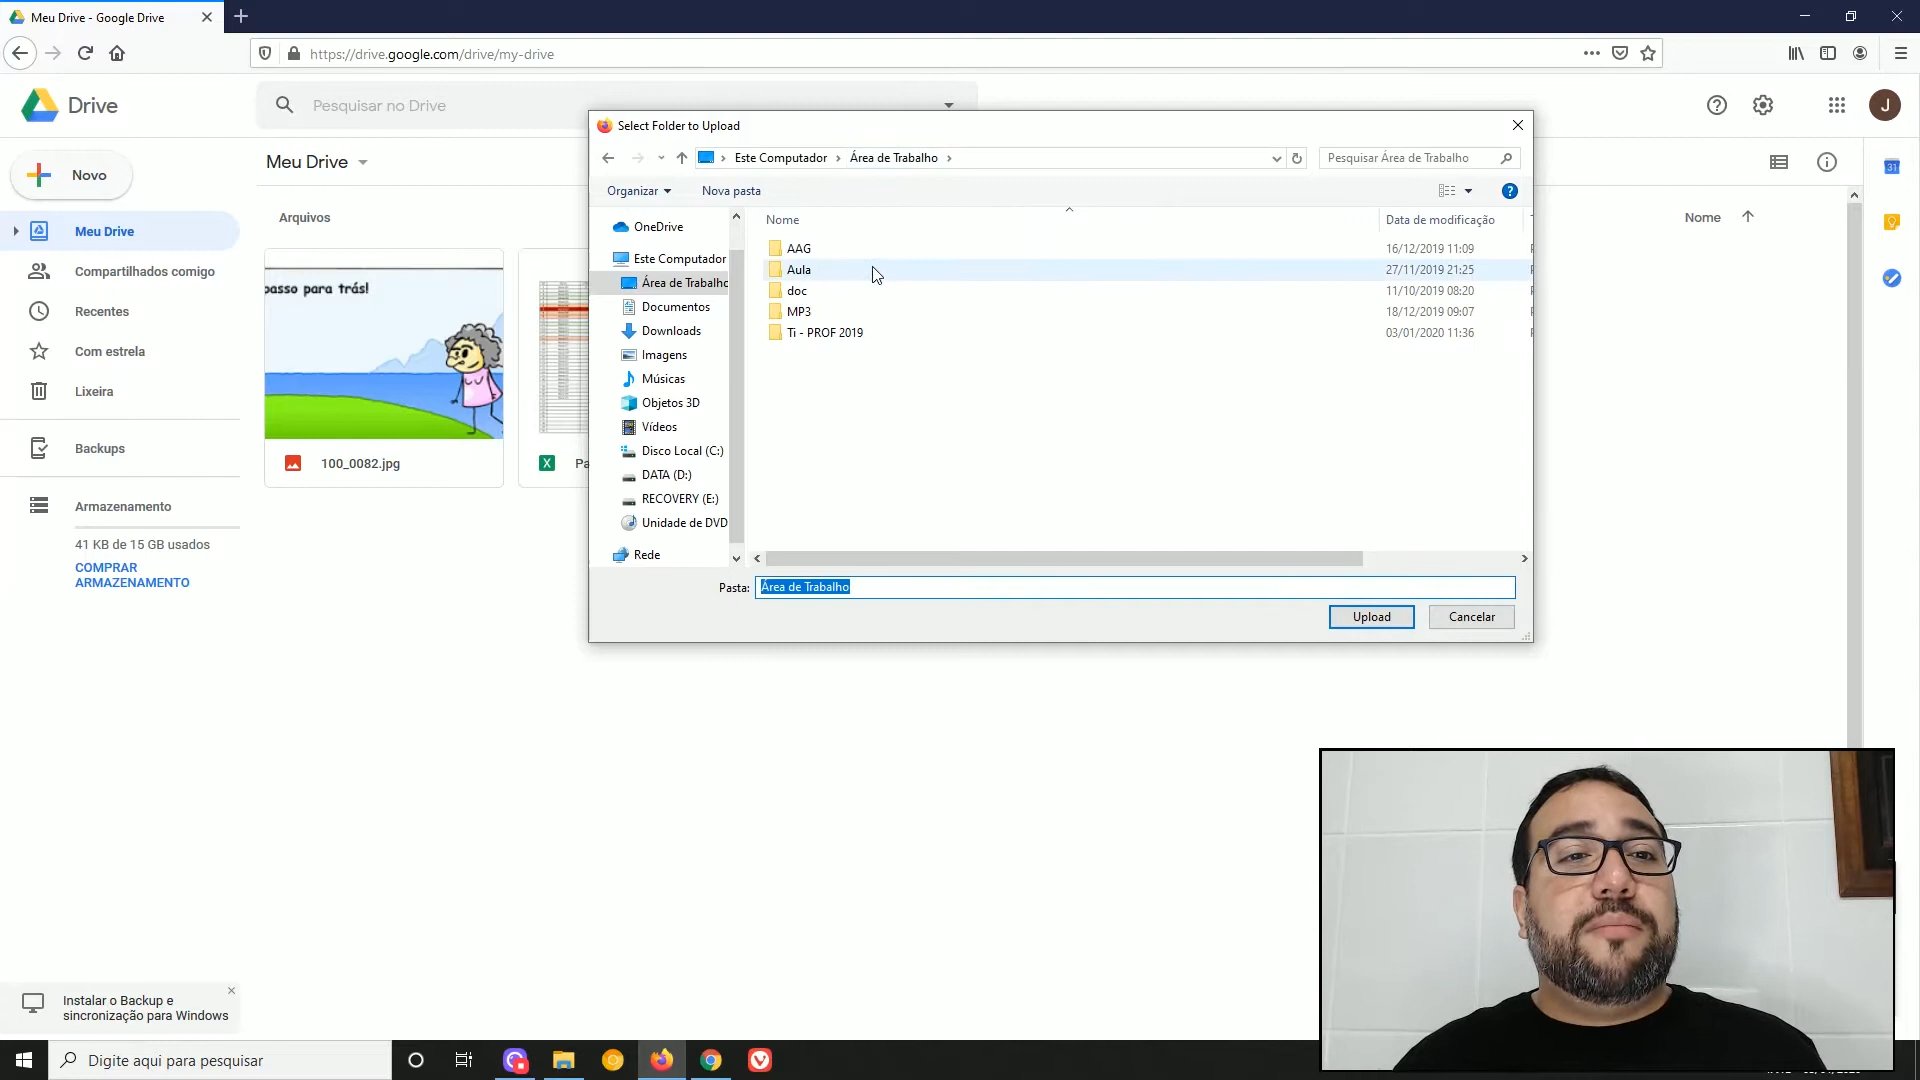 Meu Drive - Google Drive
https://drive.google.com/drive/my-drive
Drive
Pesquisar no Drive
J
Novo
Meu Drive
Compartilhados comigo
Recentes
Com estrela
Lixeira
Backups
Armazenamento
41 KB de 15 GB usados
COMPRAR
ARMAZENAMENTO
Instalar o Backup e
sincronização para Windows
Meu Drive
Arquivos
Nome
passo para trás!
100_0082.jpg
X
Pa
31
Select Folder to Upload
Este Computador
Área de Trabalho
Pesquisar Área de Trabalho
Organizar
Nova pasta
OneDrive
Este Computador
Área de Trabalho
Documentos
Downloads
Imagens
Músicas
Objetos 3D
Vídeos
Disco Local (C:)
DATA (D:)
RECOVERY (E:)
Unidade de DVD
Rede
Nome Data de modificação
AAG 16/12/2019 11:09
Aula 27/11/2019 21:25
doc 11/10/2019 08:20
MP3 18/12/2019 09:07
Ti - PROF 2019 03/01/2020 11:36
Pasta: Área de Trabalho
Upload Cancelar
Digite aqui para pesquisar